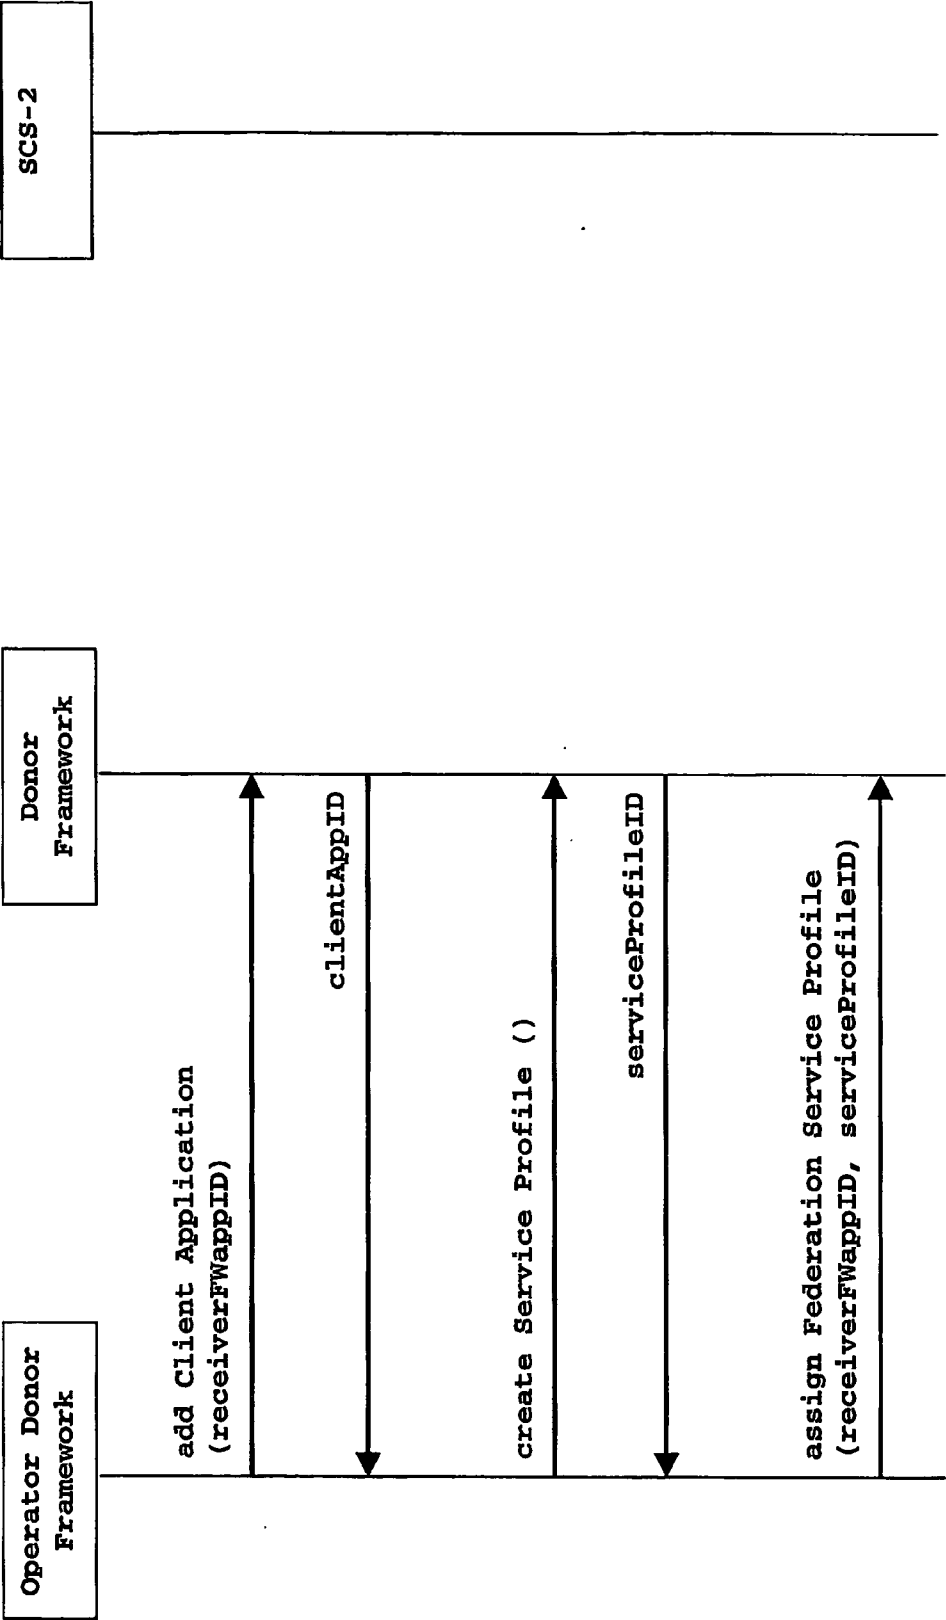 Operator Donor
Framework
Donor
Framework
SCS-2
add Client Application
(receiverFWappID)
clientAppID
create Service Profile ()
serviceProfileID
assign Federation Service Profile
(receiverFWappID, serviceProfileID)